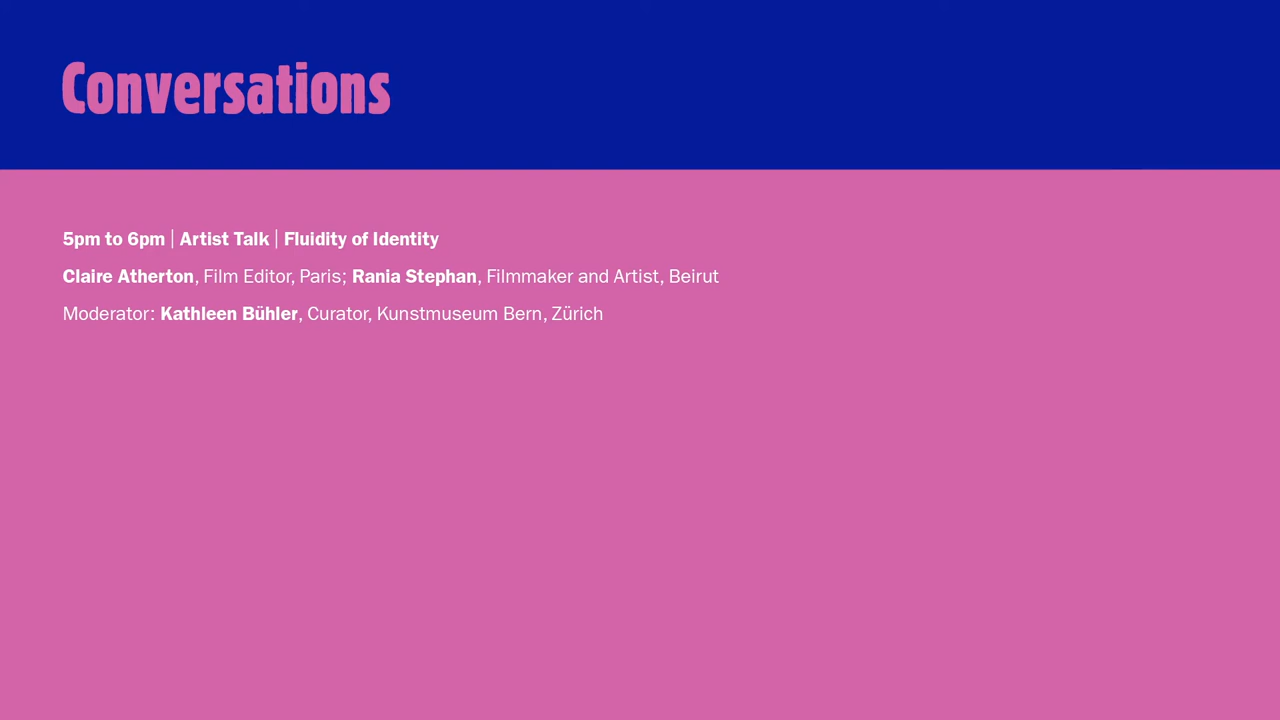 Conversations
5pm to 6pm | Artist Talk | Fluidity of Identity
Claire Atherton, Film Editor, Paris; Rania Stephan, Filmmaker and Artist, Beirut
Moderator: Kathleen Bühler, Curator, Kunstmuseum Bern, Zürich